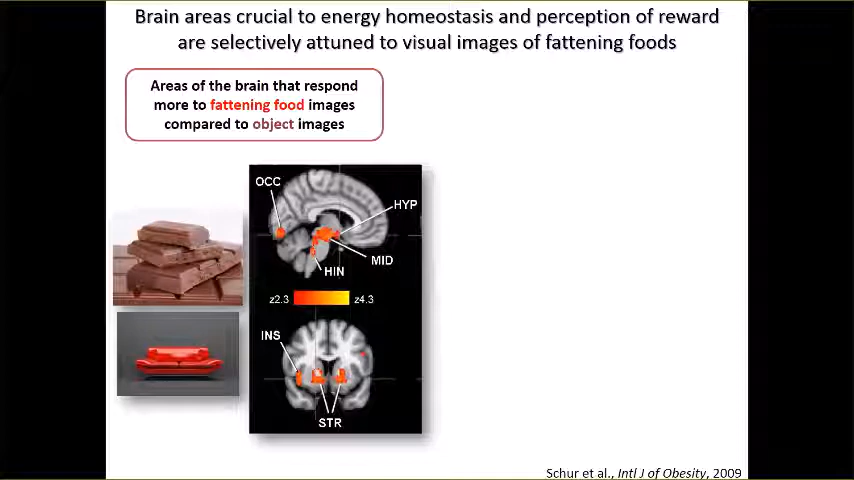 Brain areas crucial to energy homeostasis and perception of reward
are selectively attuned to visual images of fattening foods
Areas of the brain that respond
more to fattening food images
compared to object images
OCC
HYP
MID
HIN
z2.3
z4.3
INS
STR
Schur et al., Intl J of Obesity, 2009